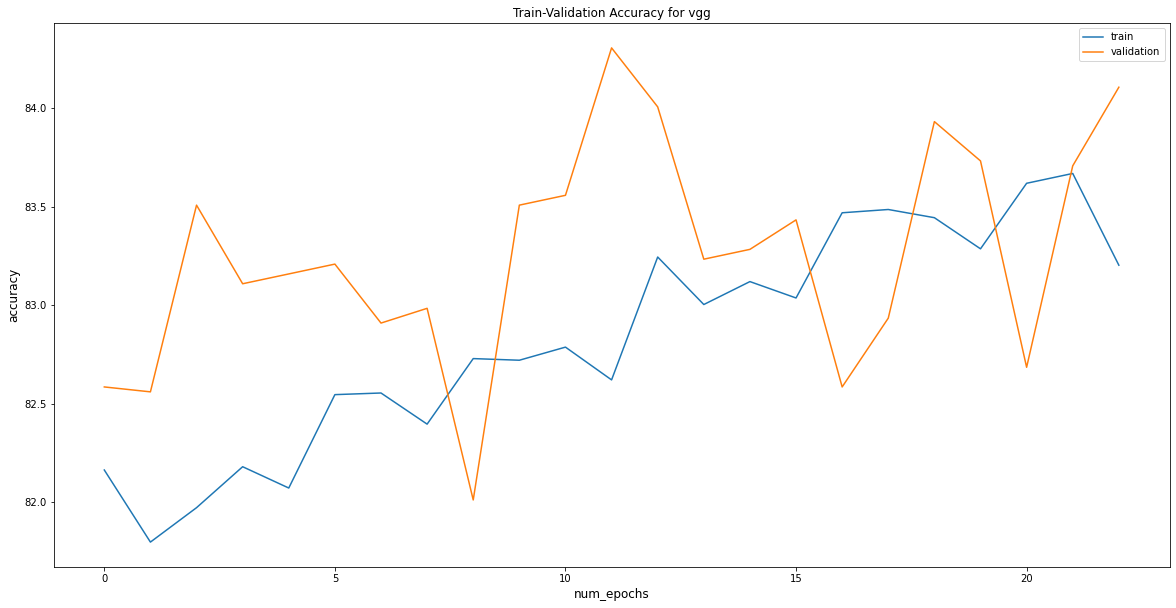 Train-Validation Accuracy for vgg
train
validation
84.0
83.5
83.0
82.5
82.0
accuracy
0 5 10 15 20
num_epochs